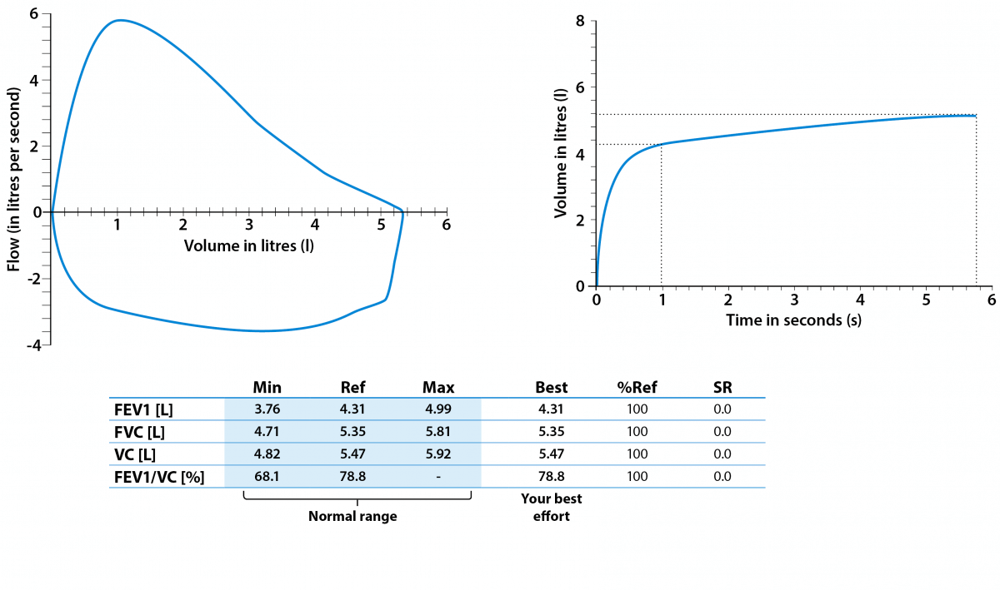 6
4
2
0
-2
-4
Flow (in litres per second)
1 2 3 4 5 6
Volume in litres (l)
8
6
4
2
0
Volume in litres (l)
0 1 2 3 4 5 6
Time in seconds (s)
Min Ref Max Best %Ref SR
FEV1 [L] 3.76 4.31 4.99 4.31 100 0.0
FVC [L] 4.71 5.35 5.81 5.35 100 0.0
VC [L] 4.82 5.47 5.92 5.47 100 0.0
FEV1/VC [%] 68.1 78.8 - 78.8 100 0.0
Normal range
Your best
effort